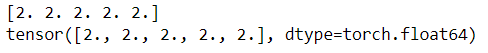 [2. 2. 2. 2. 2.]
tensor([2., 2., 2., 2., 2.], dtype=torch.float64)